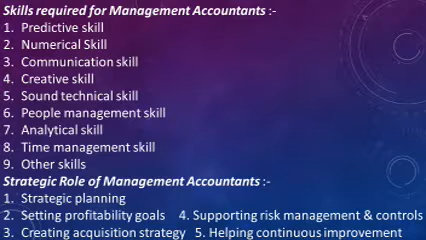 Skills required for Management Accountants :-
1. Predictive skill
2. Numerical Skill
3. Communication skill
4. Creative skill
5. Sound technical skill
6. People management skill
7. Analytical skill
8. Time management skill
9. Other skills
Strategic Role of Management Accountants :-
1. Strategic planning
2. Setting profitability goals 4. Supporting risk management & controls
3. Creating acquisition strategy 5. Helping continuous improvement